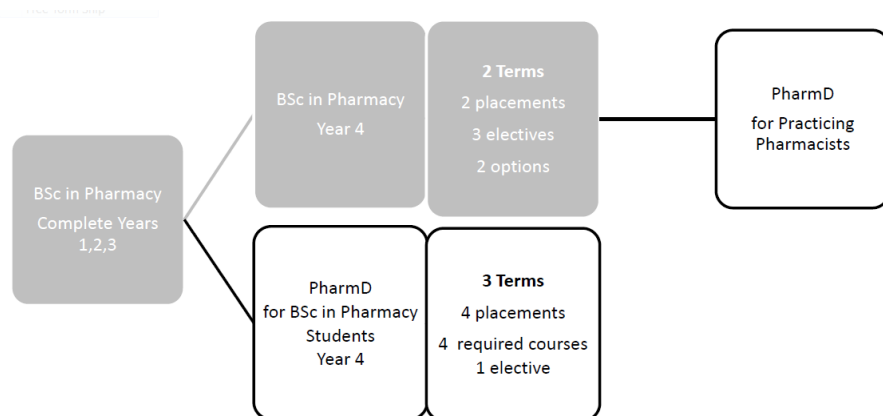 BSc in Pharmacy
Complete Years
1,2,3
BSc in Pharmacy
Year 4
2 Terms
2 placements
3 electives
2 options
PharmD
for Practicing
Pharmacists
PharmD
for BSc in Pharmacy
Students
Year 4
3 Terms
4 placements
4 required courses
1 elective